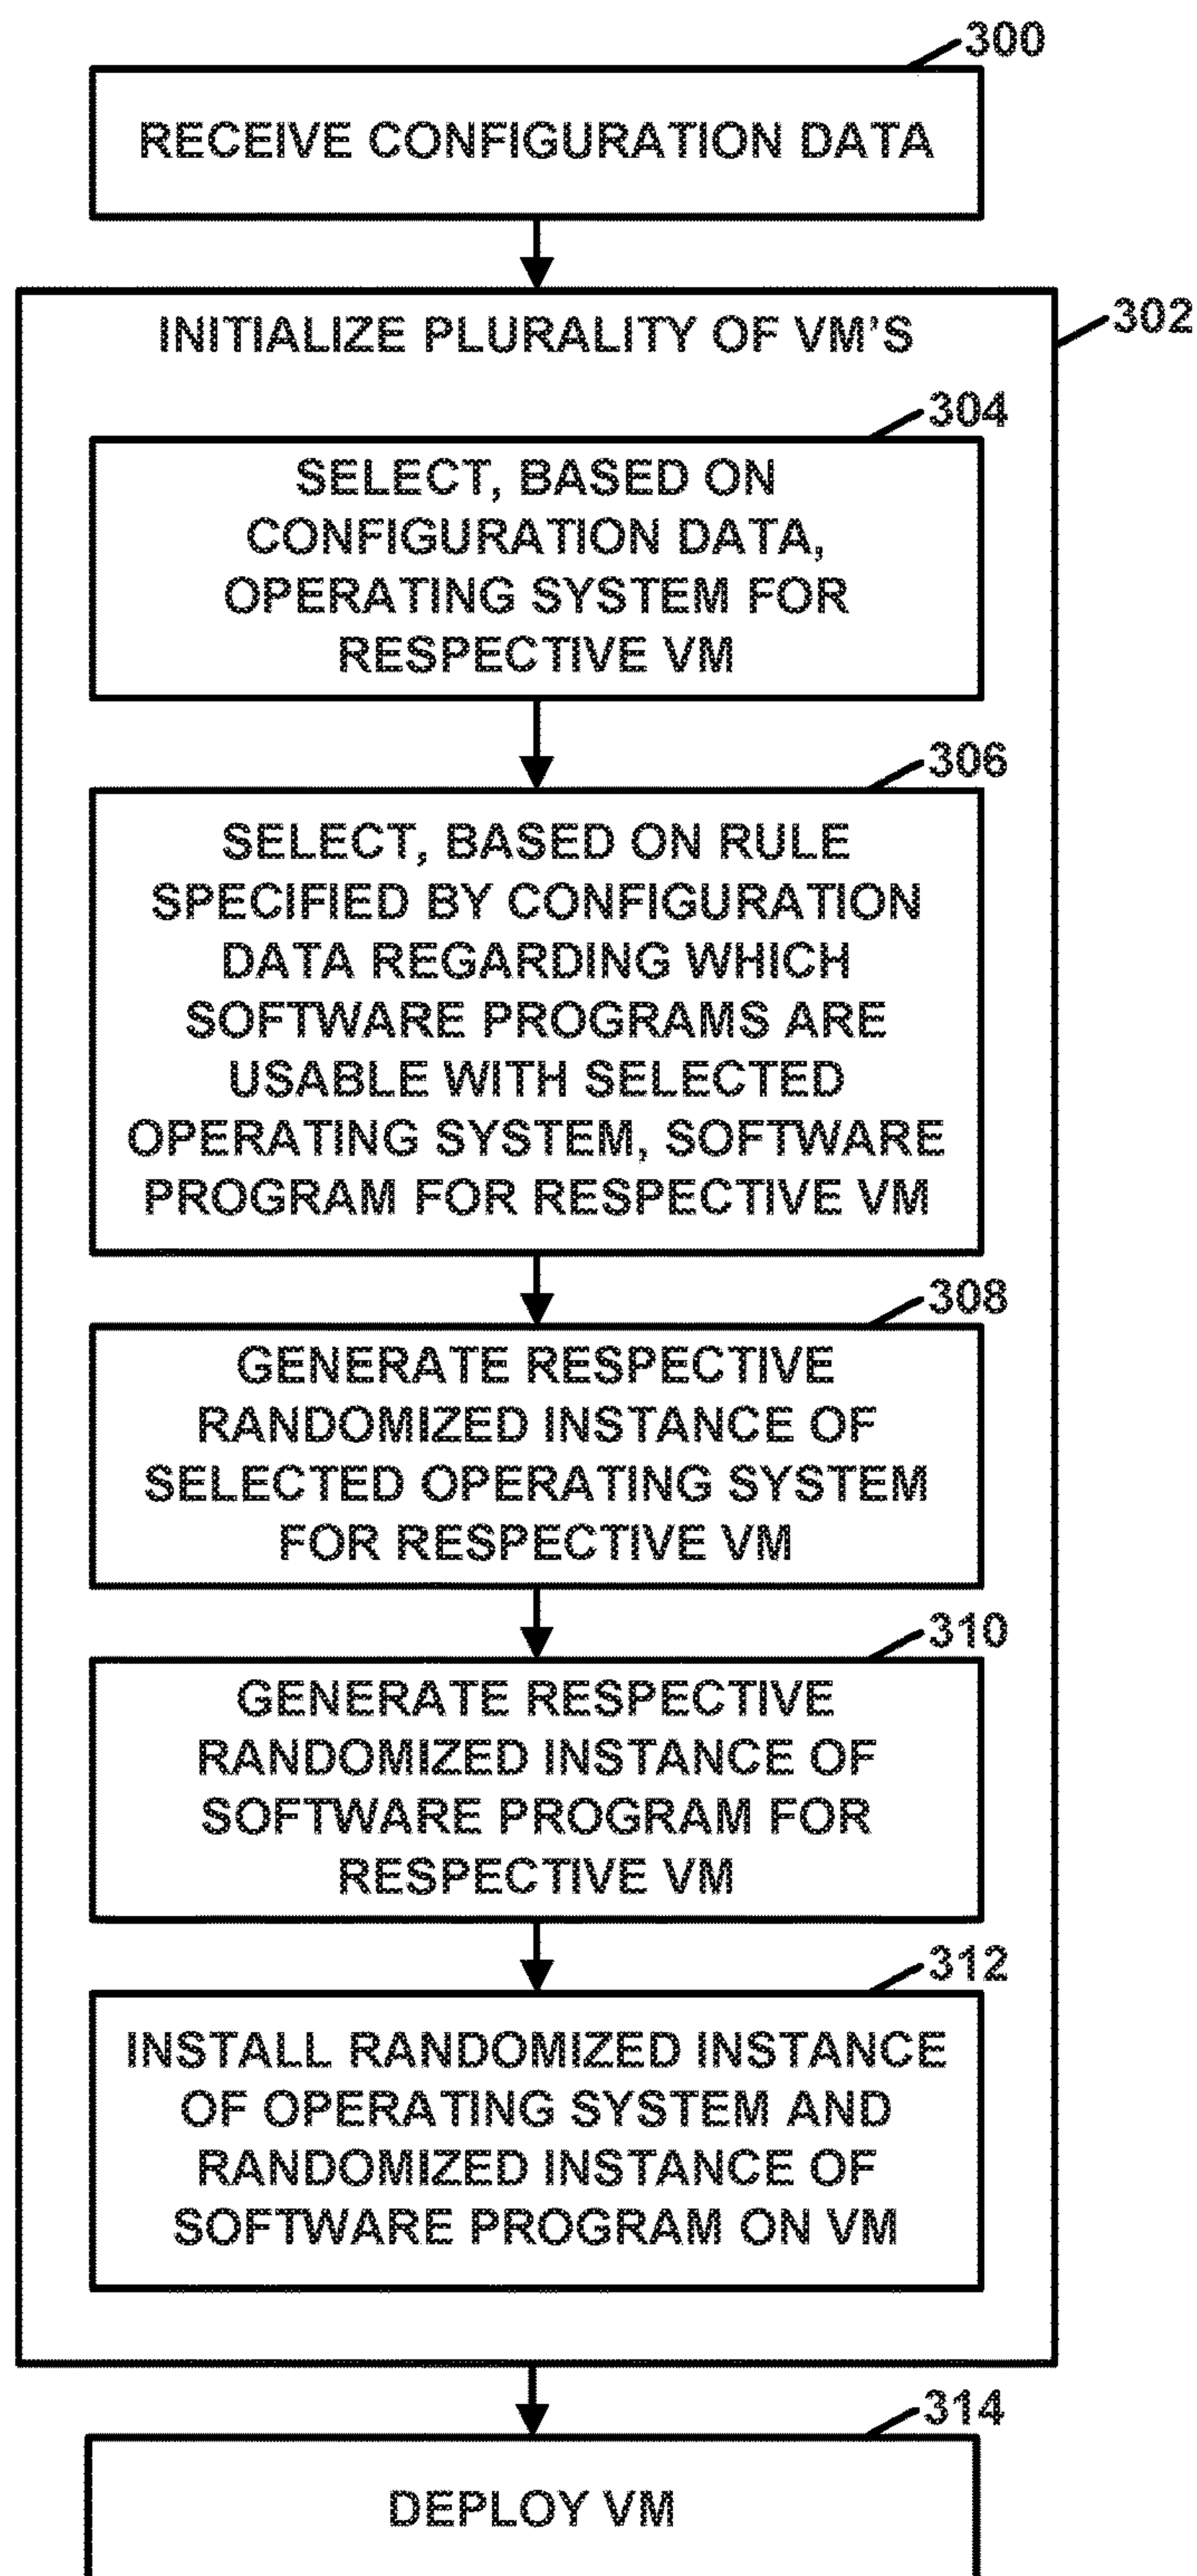 300
RECEIVE CONFIGURATION DATA
302
INITIALIZE PLURALITY OF VM'S
304
SELECT, BASED ON
CONFIGURATION DATA,
OPERATING SYSTEM FOR
RESPECTIVE VM
306
SELECT, BASED ON RULE
SPECIFIED BY CONFIGURATION
DATA REGARDING WHICH
SOFTWARE PROGRAMS ARE
USABLE WITH SELECTED
OPERATING SYSTEM, SOFTWARE
PROGRAM FOR RESPECTIVE VM
308
GENERATE RESPECTIVE
RANDOMIZED INSTANCE OF
SELECTED OPERATING SYSTEM
FOR RESPECTIVE VM
310
GENERATE RESPECTIVE
RANDOMIZED INSTANCE OF
SOFTWARE PROGRAM FOR
RESPECTIVE VM
312
INSTALL RANDOMIZED INSTANCE
OF OPERATING SYSTEM AND
RANDOMIZED INSTANCE OF
SOFTWARE PROGRAM ON VM
314
DEPLOY VM